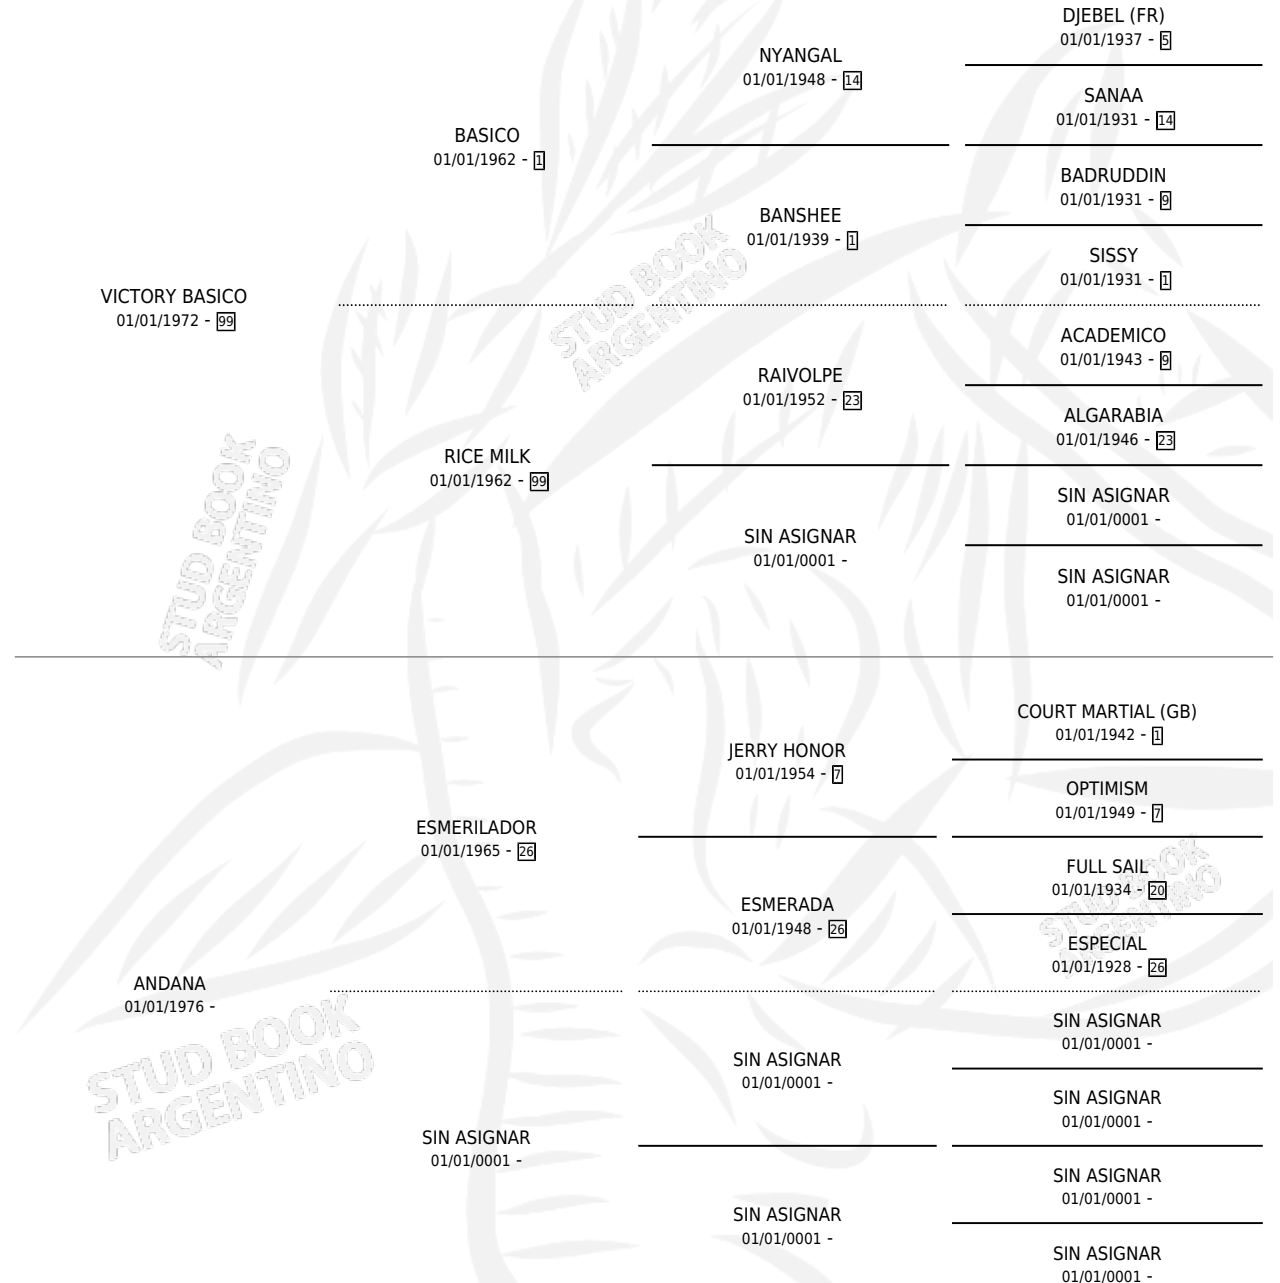 DJEBEL (FR)
01/01/1937 - 5
NYANGAL
01/01/1948 - 14
SANAA
01/01/1931 - 14
BASICO
01/01/1962 - 1
BADRUDDIN
01/01/1931 - 9
BANSHEE
01/01/1939 - 1
SISSY
01/01/1931 - 1
VICTORY BASICO
01/01/1972 - 99
STUD BOOK
ARGENTINO
ACADEMICO
01/01/1943 - 9
RAIVOLPE
01/01/1952 - 23
ALGARABIA
01/01/1946 - 23
RICE MILK
01/01/1962 - 99
SIN ASIGNAR
01/01/0001 -
SIN ASIGNAR
01/01/0001 -
SIN ASIGNAR
01/01/0001 -
STUD BOOK
ARGENTINO
COURT MARTIAL (GB)
01/01/1942 - 1
JERRY HONOR
01/01/1954 - 7
OPTIMISM
01/01/1949 - 7
ESMERILADOR
01/01/1965 - 26
FULL SAIL
01/01/1934 - 20
ESMERADA
01/01/1948 - 26
STUD BOOK
ARGENTINO
ESPECIAL
01/01/1928 - 26
ANDANA
01/01/1976 -
SIN ASIGNAR
01/01/0001 -
SIN ASIGNAR
01/01/0001 -
SIN ASIGNAR
01/01/0001 -
STUD BOOK
ARGENTINO
SIN ASIGNAR
01/01/0001 -
SIN ASIGNAR
01/01/0001 -
SIN ASIGNAR
01/01/0001 -
SIN ASIGNAR
01/01/0001 -